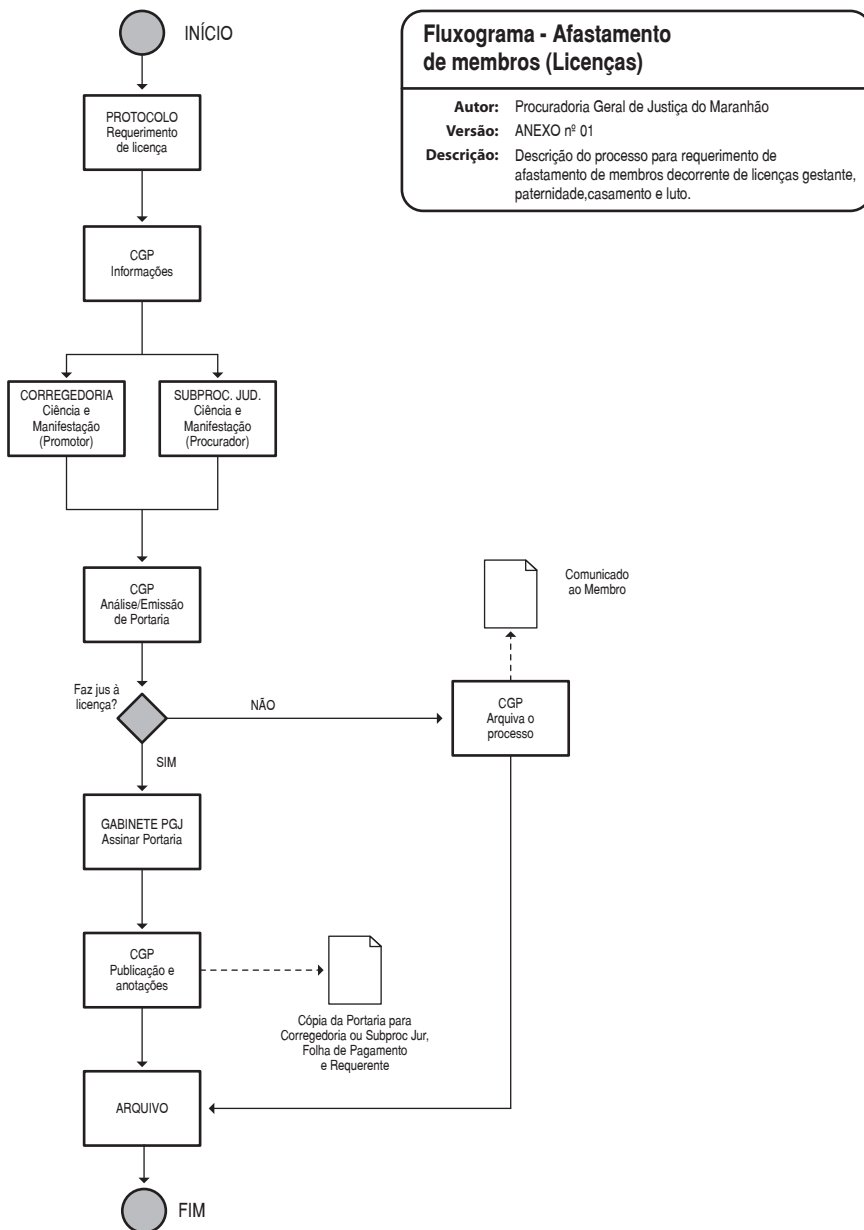 INÍCIO
Fluxograma - Afastamento
de membros (Licenças)
Autor: Procuradoria Geral de Justiça do Maranhão
Versão: ANEXO nº 01
Descrição: Descrição do processo para requerimento de
afastamento de membros decorrente de licenças gestante,
paternidade,casamento e luto.
PROTOCOLO
Requerimento
de licença
CGP
Informações
CORREGEDORIA
Ciência e
Manifestação
(Promotor)
SUBPROC. JUD.
Ciência e
Manifestação
(Procurador)
CGP
Análise/Emissão
de Portaria
Faz jus à
licença?
NÃO
CGP
Arquiva o
processo
Comunicado
ao Membro
SIM
GABINETE PGJ
Assinar Portaria
CGP
Publicação e
anotações
Cópia da Portaria para
Corregedoria ou Subproc Jur,
Folha de Pagamento
e Requerente
ARQUIVO
FIM